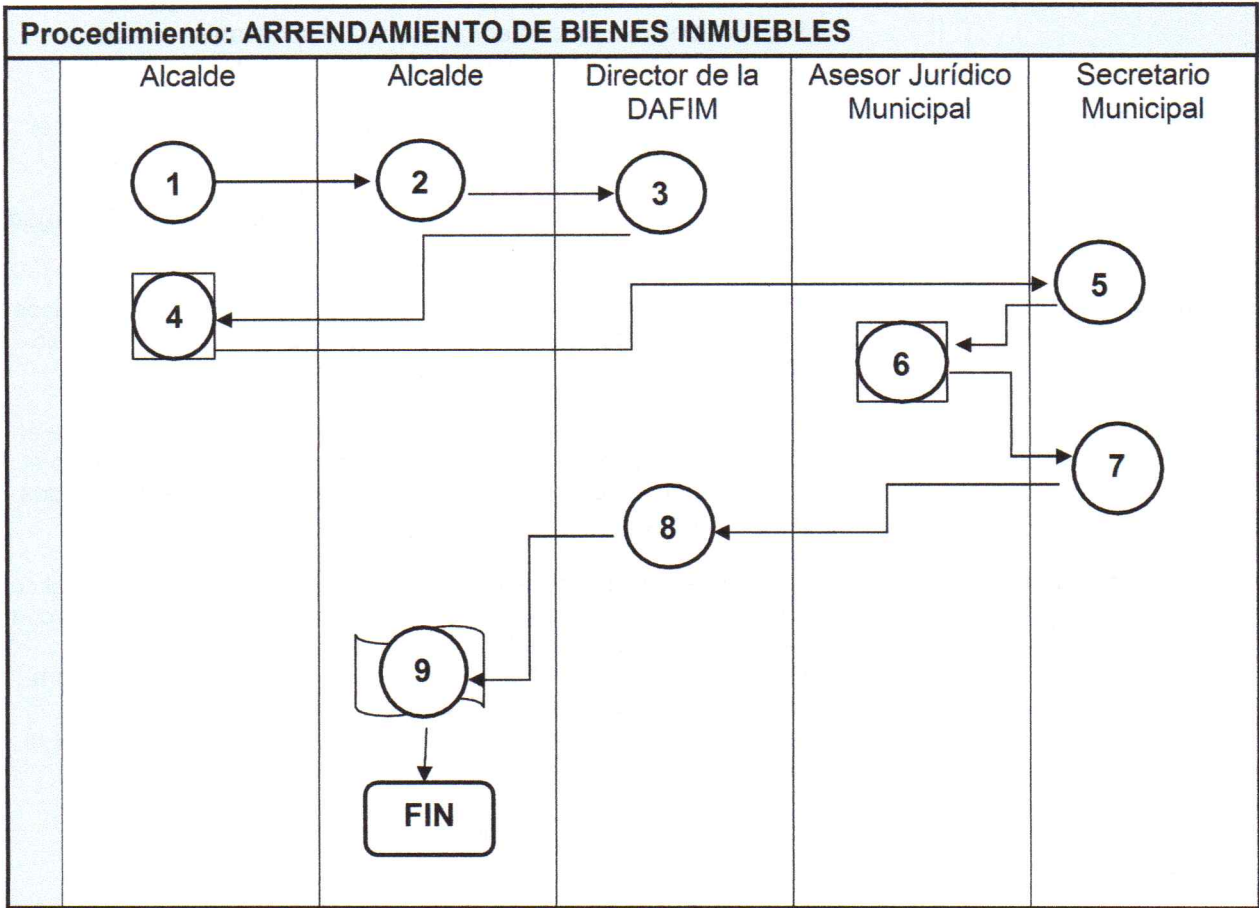 Procedimiento: ARRENDAMIENTO DE BIENES INMUEBLES
Alcalde
Alcalde
Director de la
DAFIM
Asesor Jurídico
Municipal
Secretario
Municipal
1
2
3
4
5
6
7
8
9
FIN